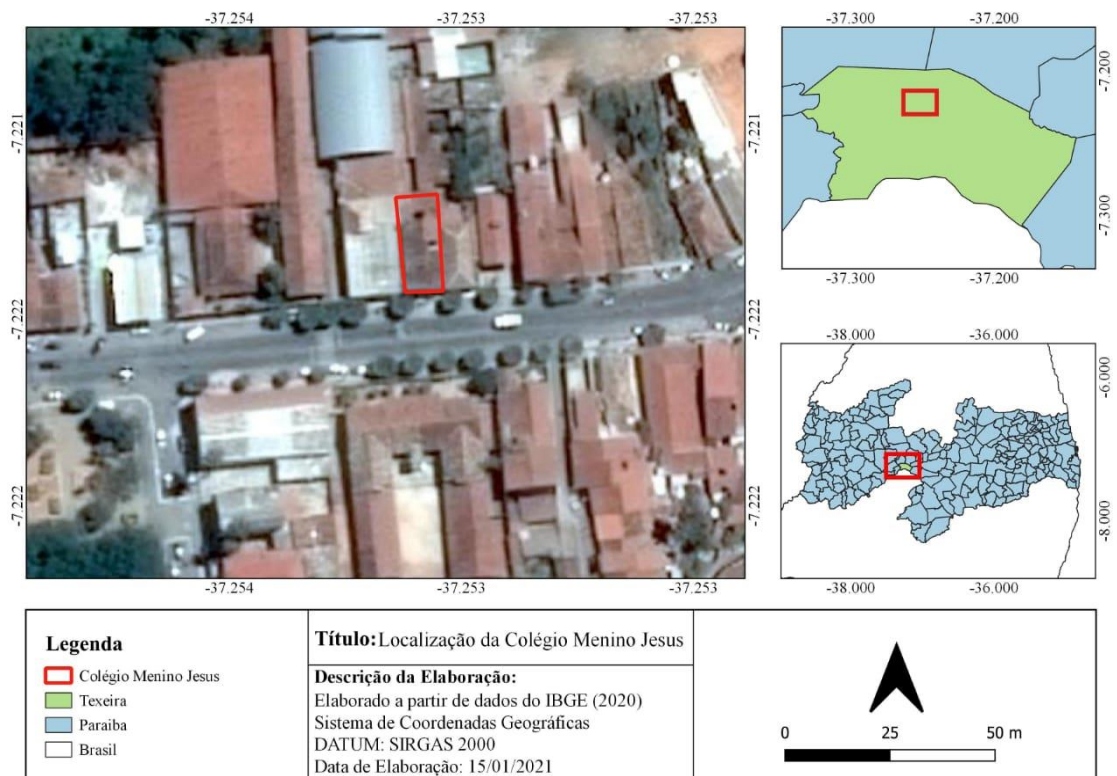 -37.254
-37.253
-37.253
-7.221
-7.222
-7.222
-7.221
-7.222
-7.222
-37.254
-37.253
-37.253
-37.300
-37.200
-7.200
-7.300
-37.300
-37.200
-38.000
-36.000
-6.000
-8.000
-38.000
-36.000
Legenda
Colégio Menino Jesus
Texeira
Paraiba
Brasil
Título:Localização da Colégio Menino Jesus
Descrição da Elaboração:
Elaborado a partir de dados do IBGE (2020)
Sistema de Coordenadas Geográficas
DATUM: SIRGAS 2000
Data de Elaboração: 15/01/2021
0 25 50 m